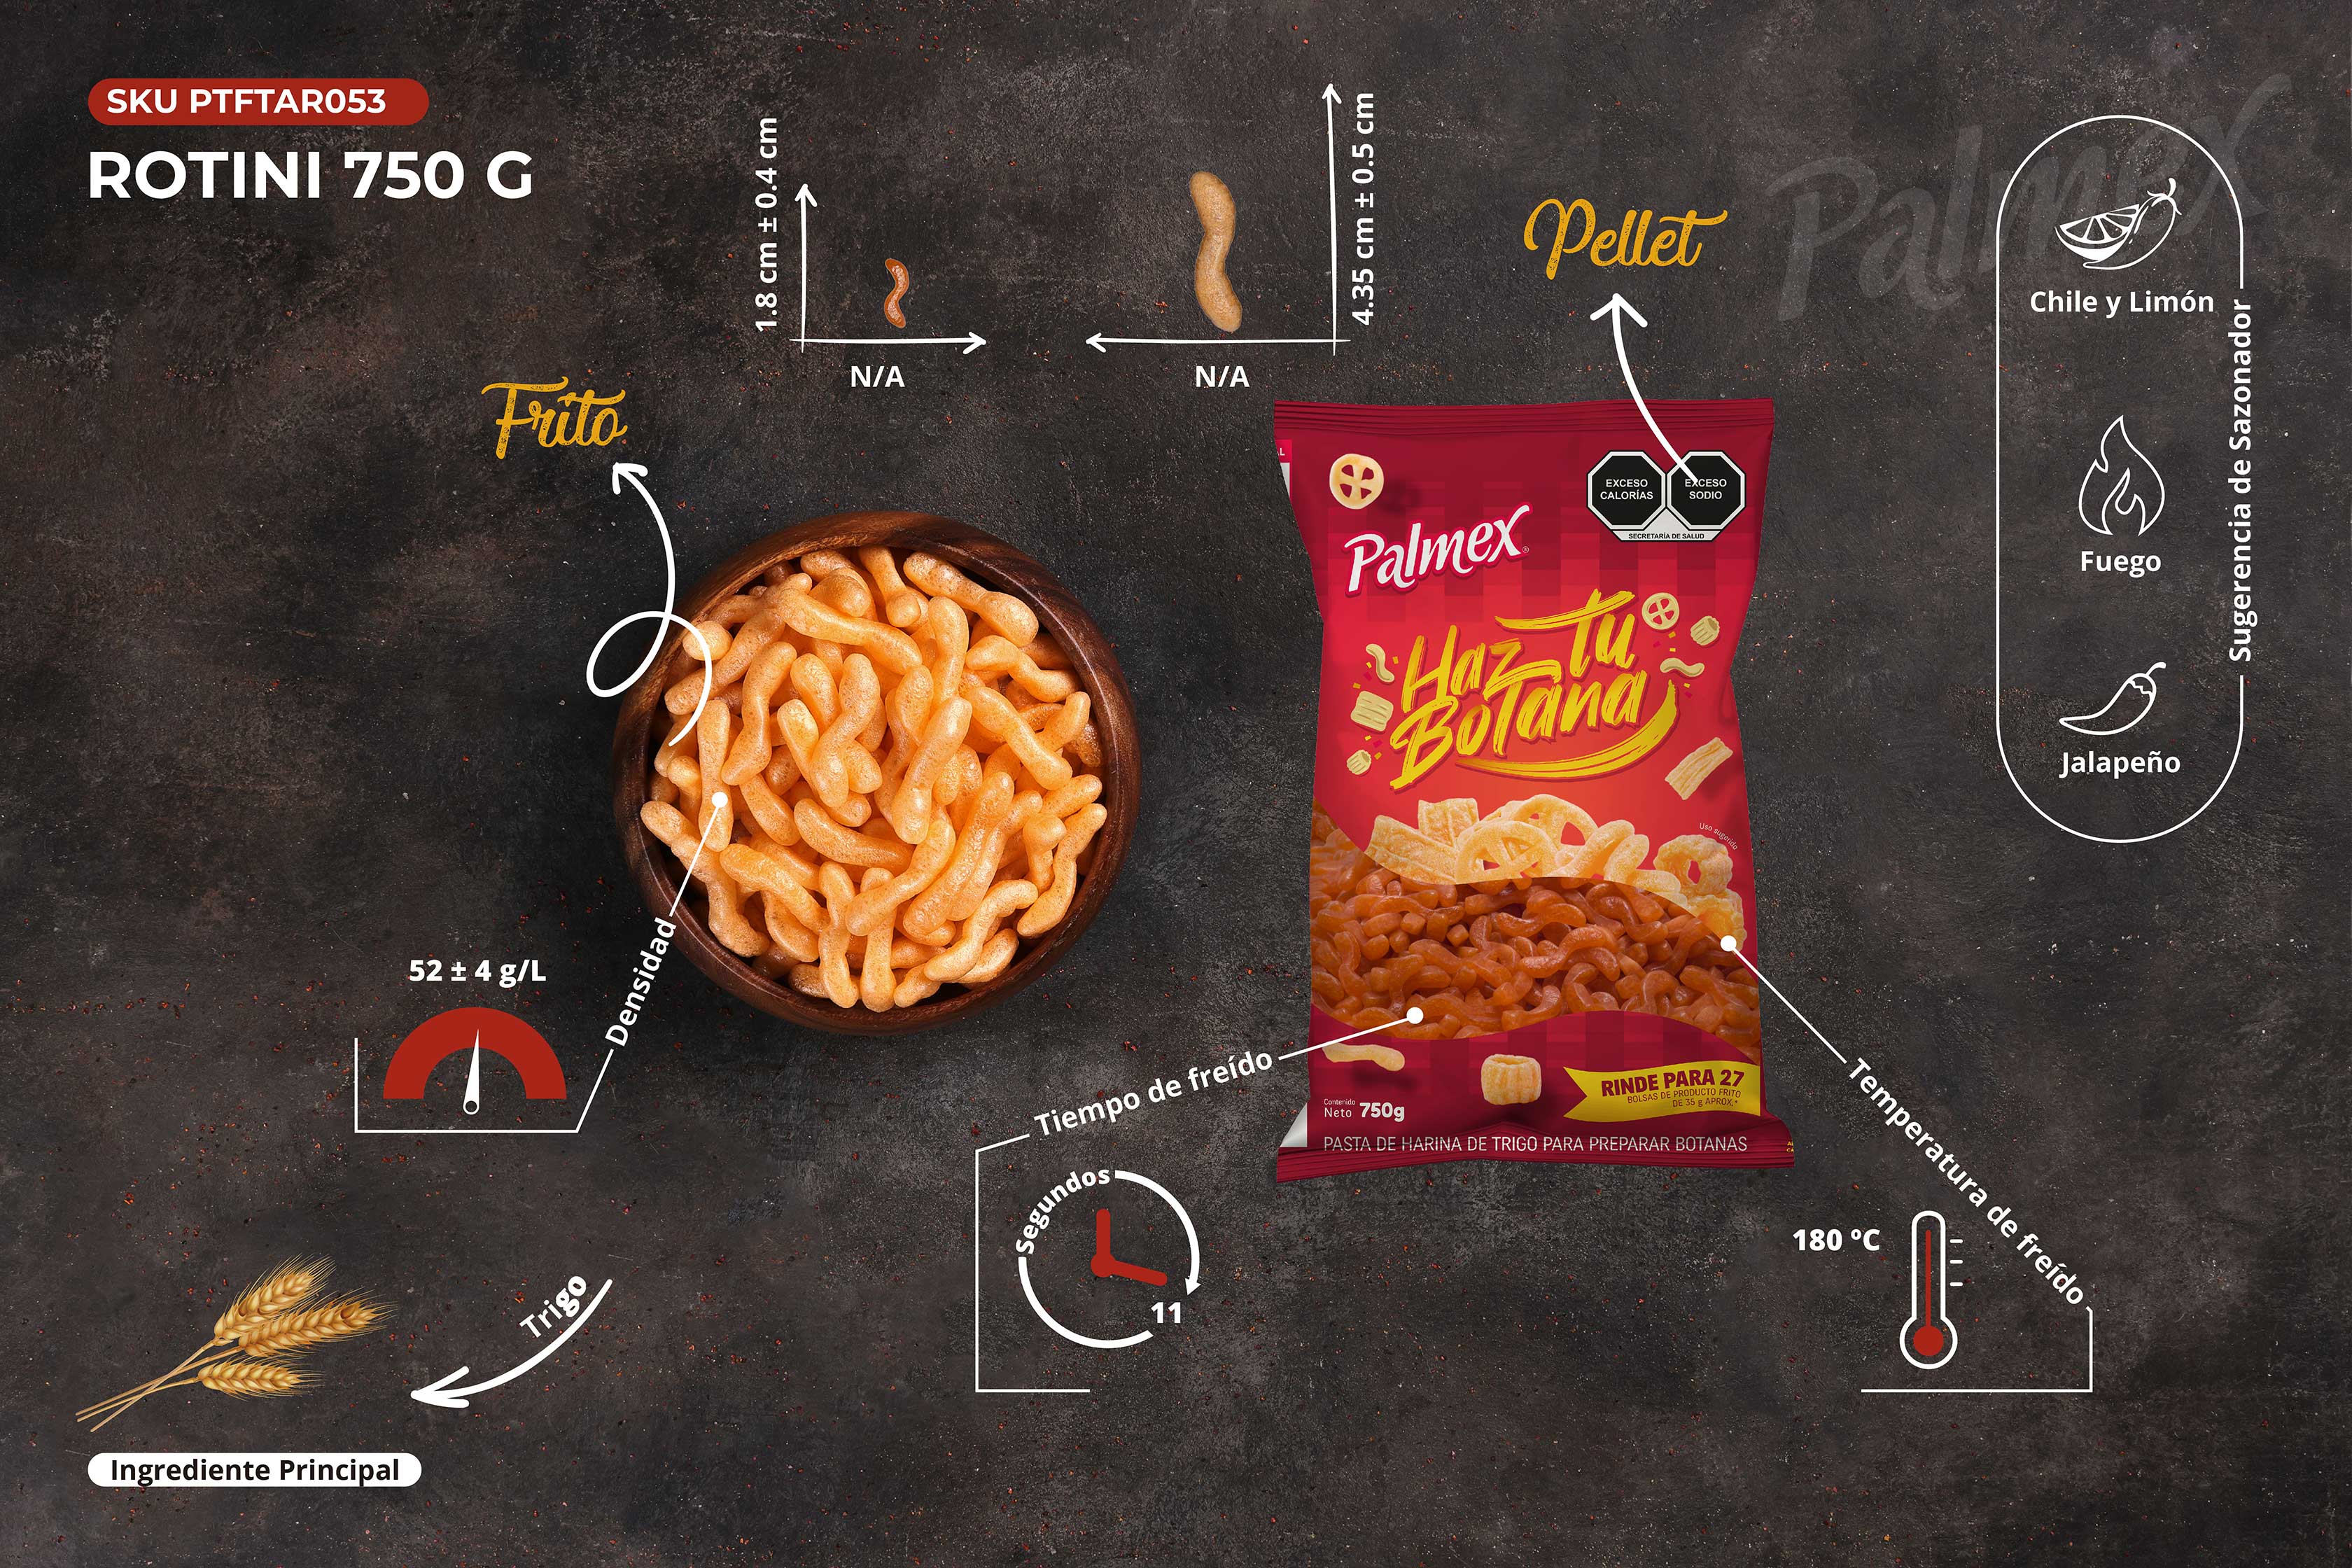 SKU PTFTAR053
ROTINI 750 G
1.8 cm ± 0.4 cm
N/A
4.35 cm ± 0.5 cm
N/A
Pellet
Palmex
Chile y Limón
Fuego
Jalapeño
Sugerencia de Sazonador
Frito
EXCESO
CALORÍAS
EXCESO
SODIO
SECRETARÍA DE SALUD
Palmex
Haz Tu
Botana
Uso sugerido
RINDE PARA 27
BOLSAS DE PRODUCTO FRITO
DE 35 g APROX.*
Contenido
Neto 750g
PASTA DE HARINA DE TRIGO PARA PREPARAR BOTANAS
52 ± 4 g/L
Densidad
Tiempo de freído
Segundos
11
Temperatura de freído
180 ºC
Trigo
Ingrediente Principal